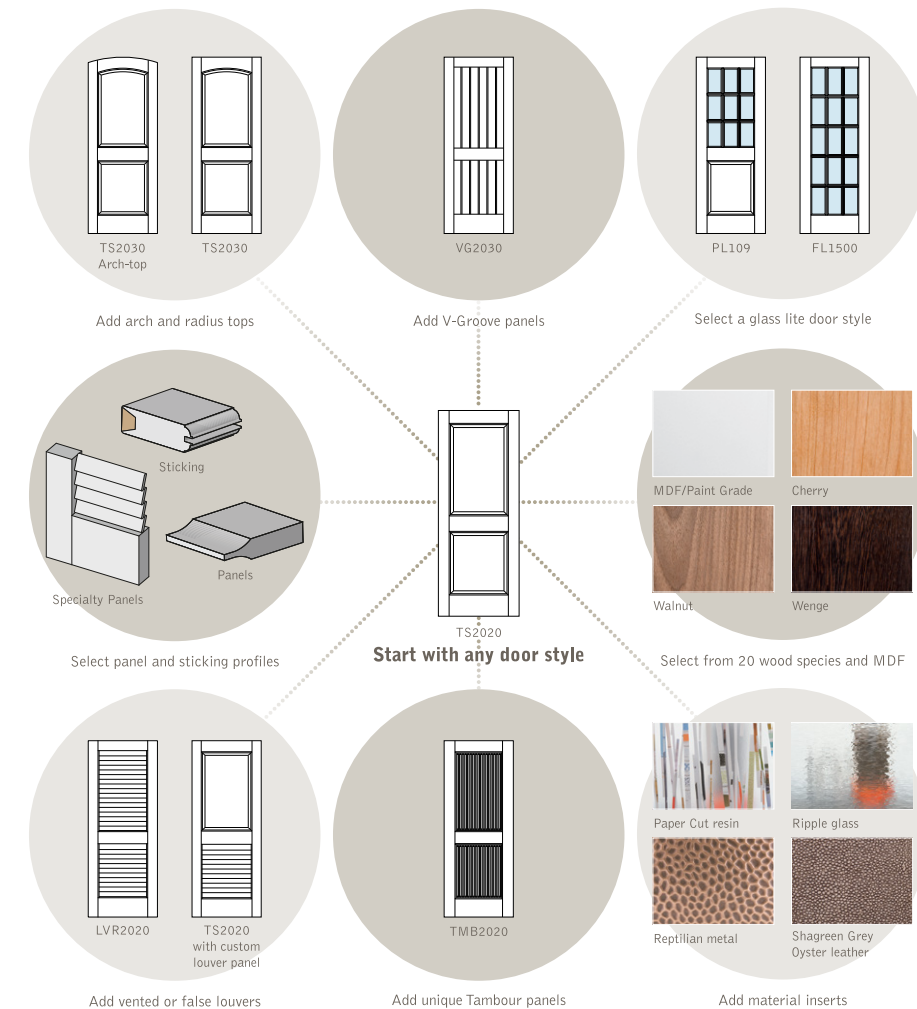 TS2030
Arch-top
TS2030
Add arch and radius tops
VG2030
Add V-Groove panels
PL109
FL1500
Select a glass lite door style
Sticking
Specialty Panels
Panels
Select panel and sticking profiles
TS2020
Start with any door style
MDF/Paint Grade
Cherry
Walnut
Wenge
Select from 20 wood species and MDF
LVR2020
TS2020
with custom
louver panel
Add vented or false louvers
TMB2020
Add unique Tambour panels
Paper Cut resin
Ripple glass
Reptilian metal
Shagreen Grey
Oyster leather
Add material inserts